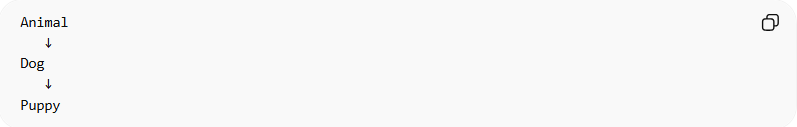 Animal
↓
Dog
↓
Puppy